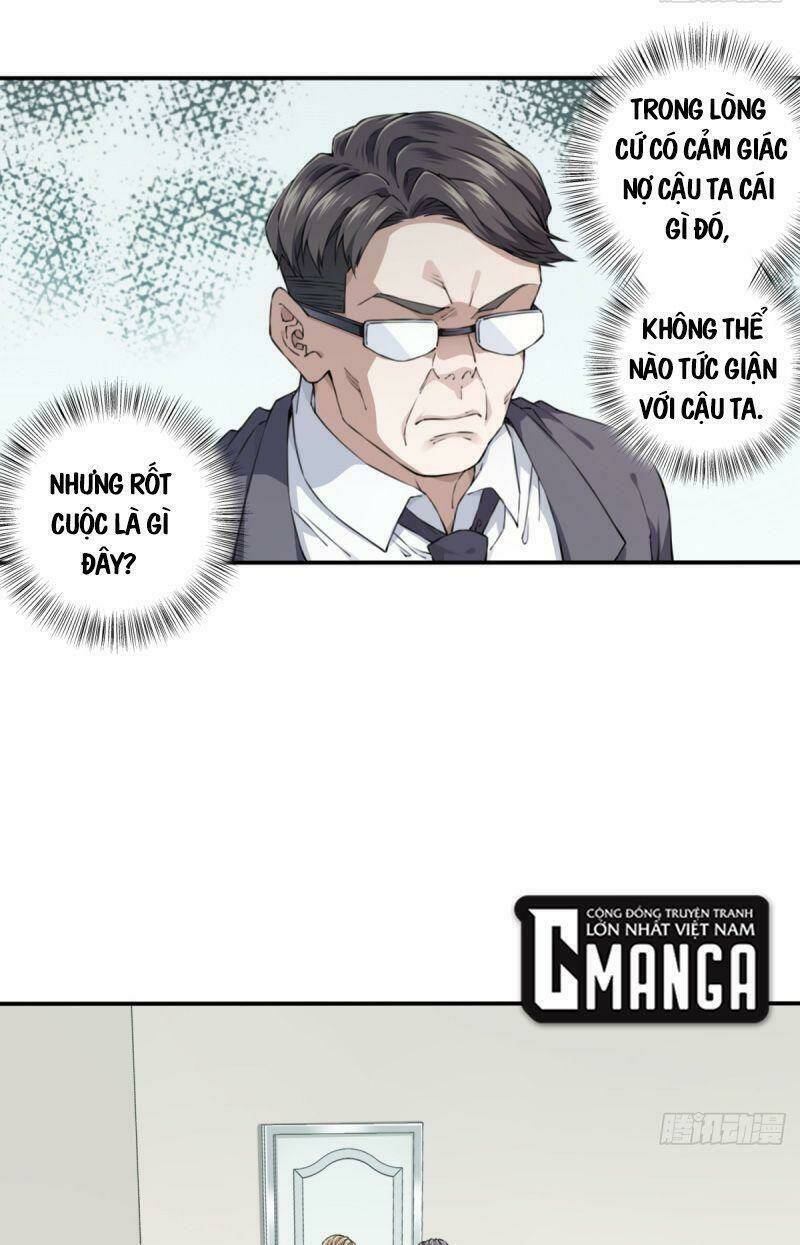 TRONG LÒNG
CỨ CÓ CẢM GIÁC
NỢ CẬU TA CÁI
GÌ ĐÓ,
KHÔNG THỂ
NÀO TỨC GIẬN
VỚI CẬU TA.
NHƯNG RỐT
CUỘC LÀ GÌ
ĐÂY?
CỘNG ĐỒNG TRUYỆN TRANH
LỚN NHẤT VIỆT NAM
CMANGA
腾讯动漫